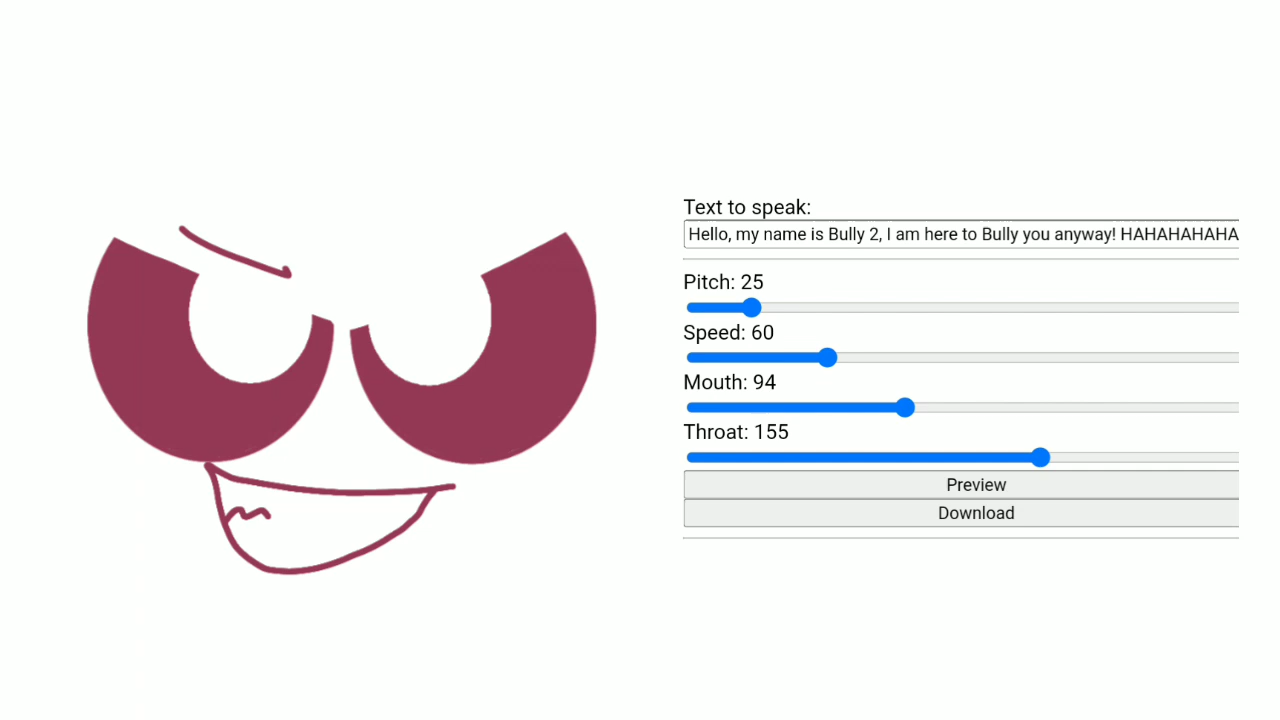 Text to speak:
Hello, my name is Bully 2, I am here to Bully you anyway! HAHAHAHAHA
Pitch: 25
Speed: 60
Mouth: 94
Throat: 155
Preview
Download